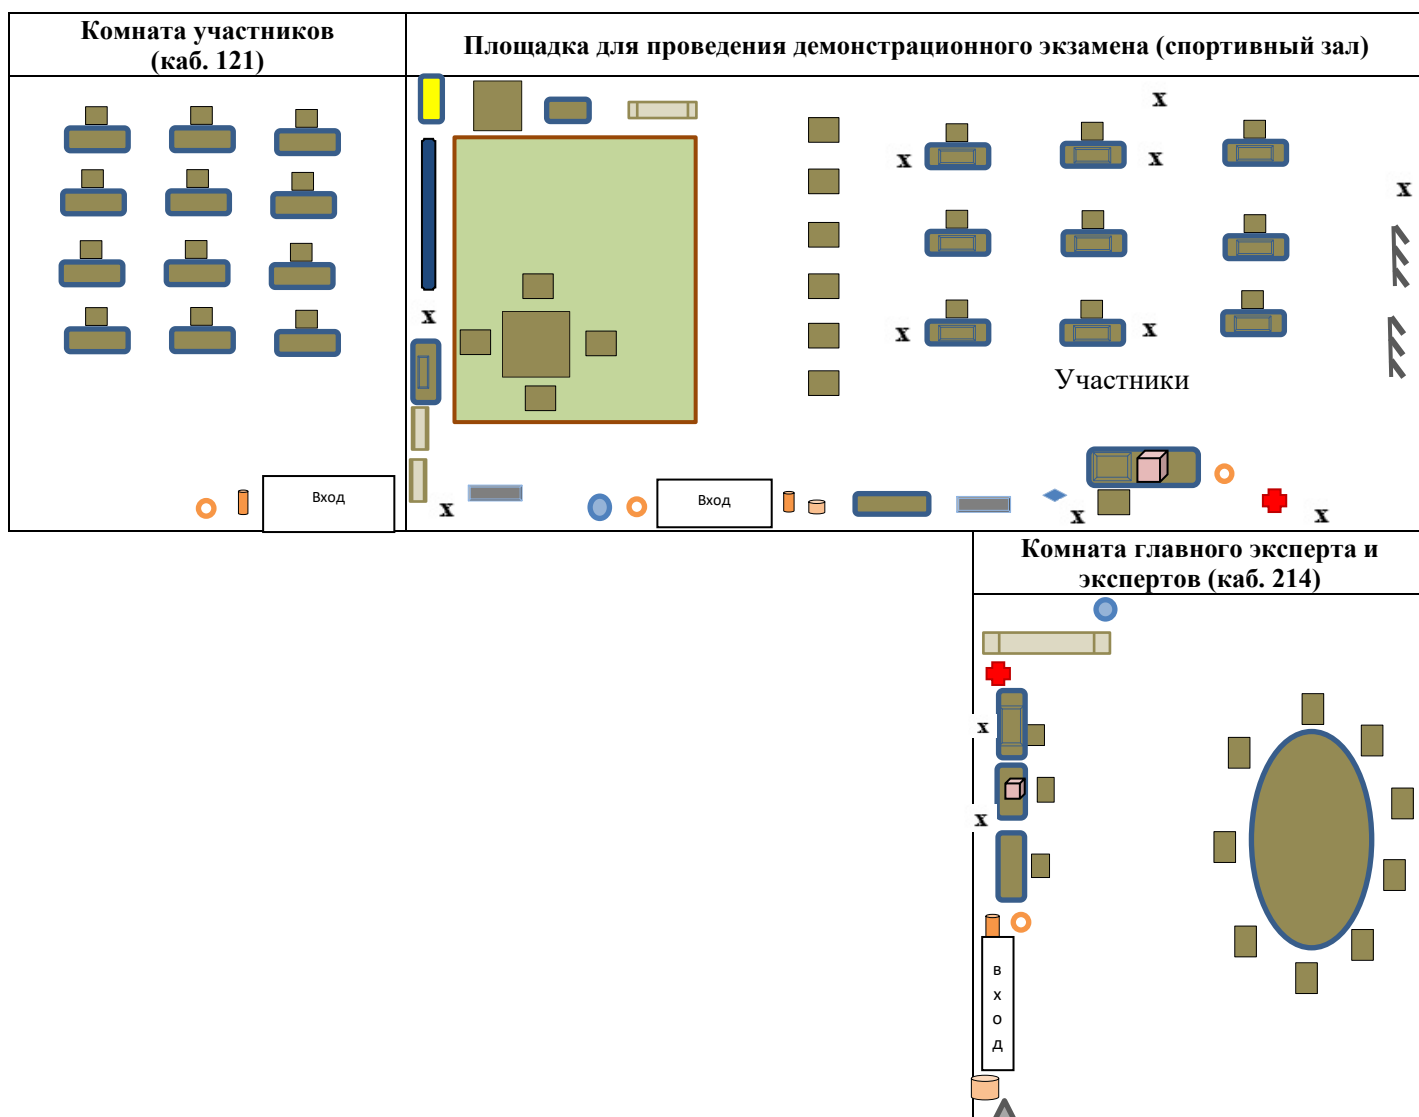 Комната участников
(каб. 121)
Площадка для проведения демонстрационного экзамена (спортивный зал)
x
x
x
x
x
x
x
Участники
Вход
x
Вход
x
x
Комната главного эксперта и
экспертов (каб. 214)
x
x
в
х
о
д